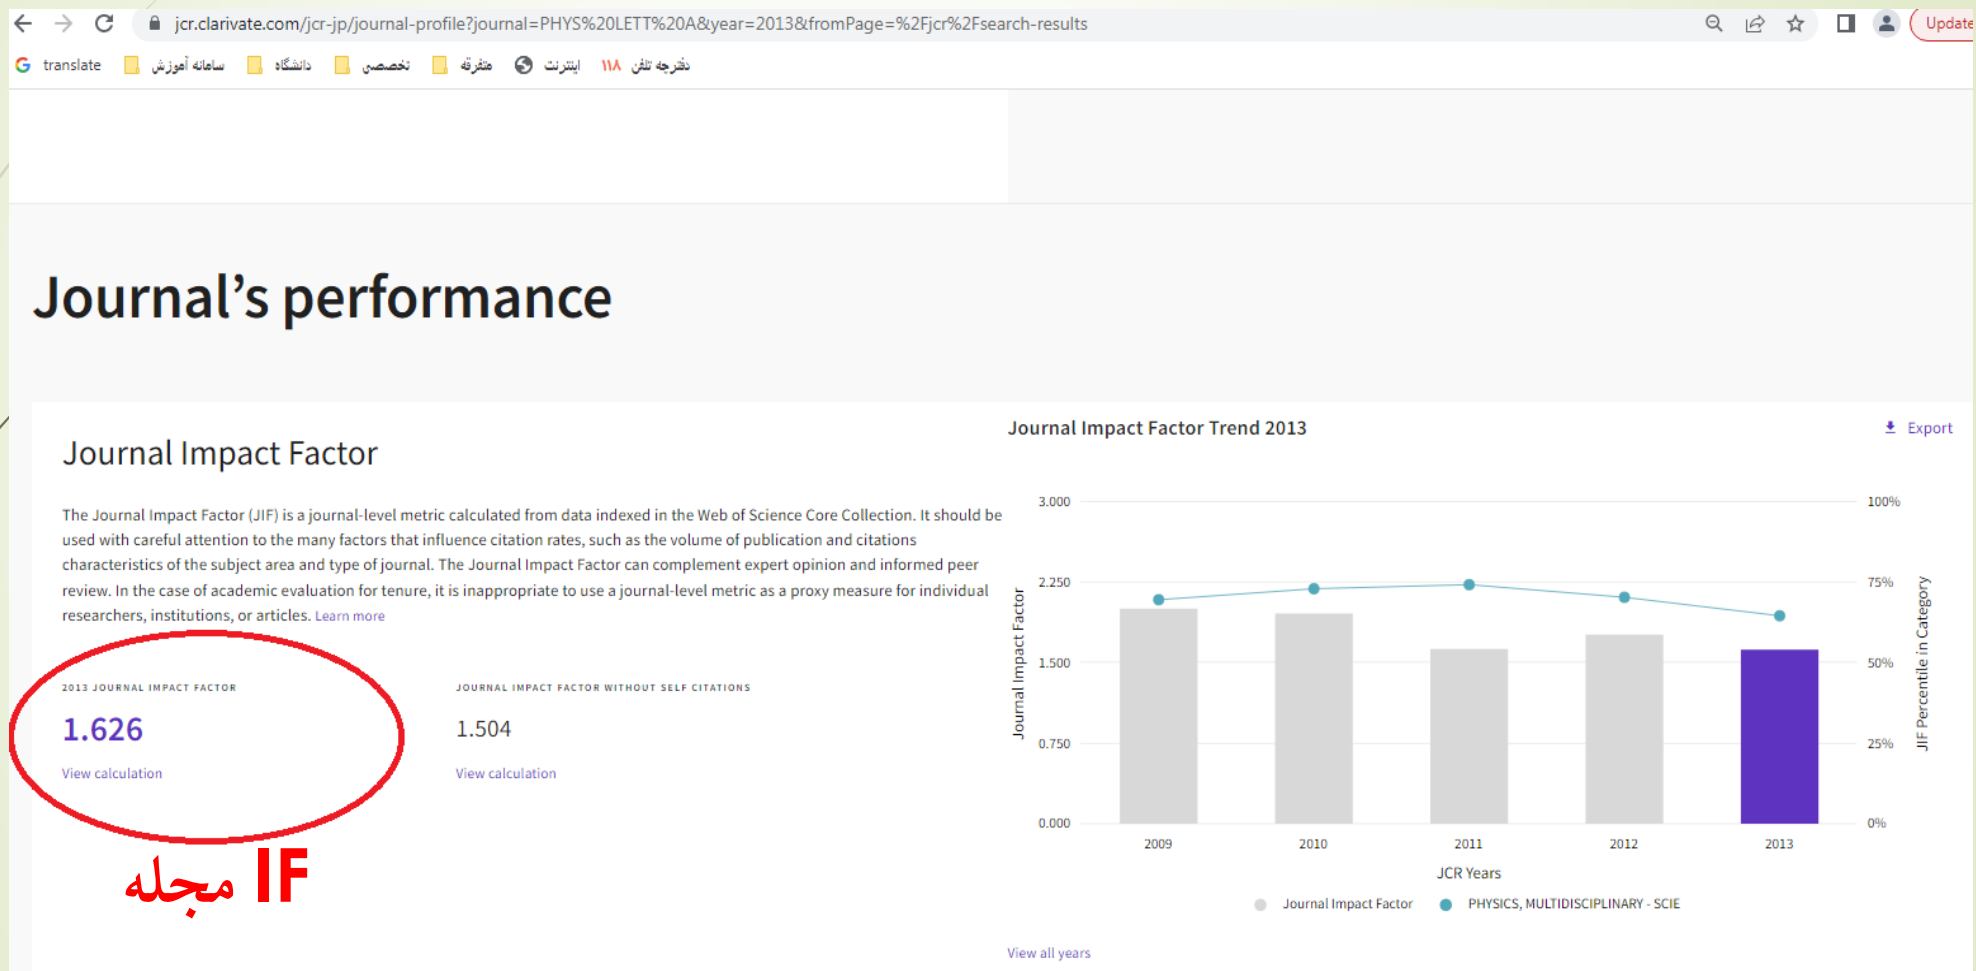 jcr.clarivate.com/jcr-jp/journal-profile?journal=PHYS%20LETT%20A&year=2013&fromPage=%2Fjcr%2Fsearch-results
Update
G translate سامانه آموزش دانشگاه تخصصی متفرقه اینترنت ۱۱۸ دفترچه تلفن
Journal’s performance
Journal Impact Factor
The Journal Impact Factor (JIF) is a journal-level metric calculated from data indexed in the Web of Science Core Collection. It should be
used with careful attention to the many factors that influence citation rates, such as the volume of publication and citations
characteristics of the subject area and type of journal. The Journal Impact Factor can complement expert opinion and informed peer
review. In the case of academic evaluation for tenure, it is inappropriate to use a journal-level metric as a proxy measure for individual
researchers, institutions, or articles. Learn more
2013 JOURNAL IMPACT FACTOR
1.626
View calculation
JOURNAL IMPACT FACTOR WITHOUT SELF CITATIONS
1.504
View calculation
IF مجله
Journal Impact Factor Trend 2013
Export
3.000
2.250
1.500
0.750
0.000
Journal Impact Factor
100%
75%
50%
25%
0%
JIF Percentile in Category
2009 2010 2011 2012 2013
JCR Years
Journal Impact Factor PHYSICS, MULTIDISCIPLINARY - SCIE
View all years